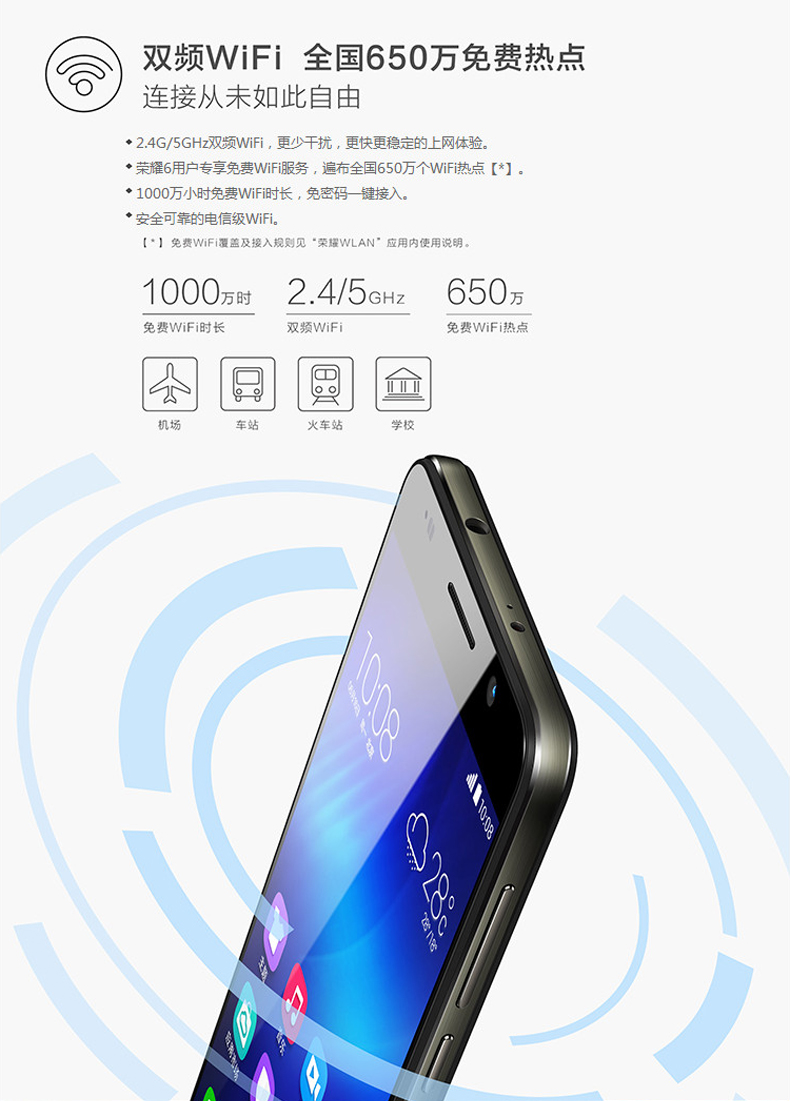 双频WiFi 全国650万免费热点
连接从未如此自由
2.4G/5GHz双频WiFi，更少干扰，更快更稳定的上网体验。
荣耀6用户专享免费WiFi服务，遍布全国650万个WiFi热点【*】。
1000万小时免费WiFi时长，免密码一键接入。
安全可靠的电信级WiFi。
【*】免费WiFi覆盖及接入规则见“荣耀WLAN”应用内使用说明。
1000万时 2.4/5GHz 650万
免费WiFi时长 双频WiFi 免费WiFi热点
机场 车站 火车站 学校
10:08
10:08
28°C
28°/18°
音乐